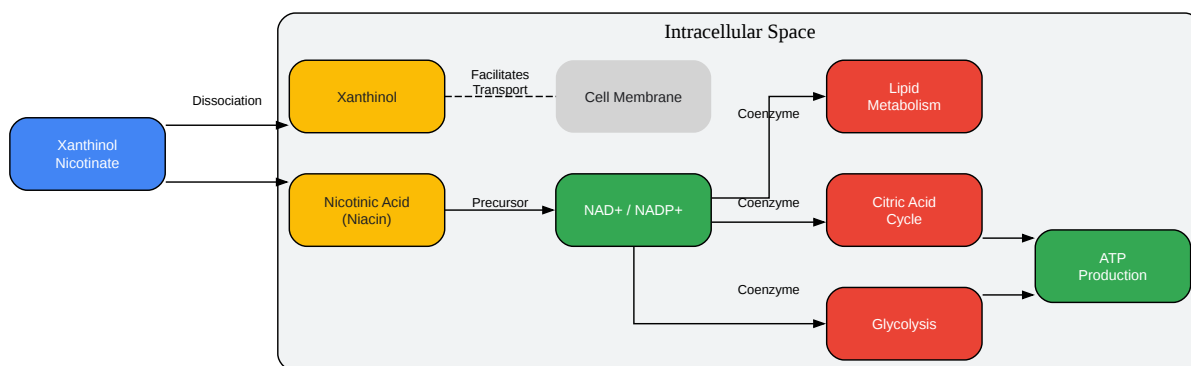 Intracellular Space
Xanthinol
Nicotinate
Dissociation
Xanthinol
Facilitates
Transport
Cell Membrane
Nicotinic Acid
(Niacin)
Precursor
NAD+ / NADP+
Coenzyme
Lipid
Metabolism
Coenzyme
Citric Acid
Cycle
Coenzyme
Glycolysis
ATP
Production